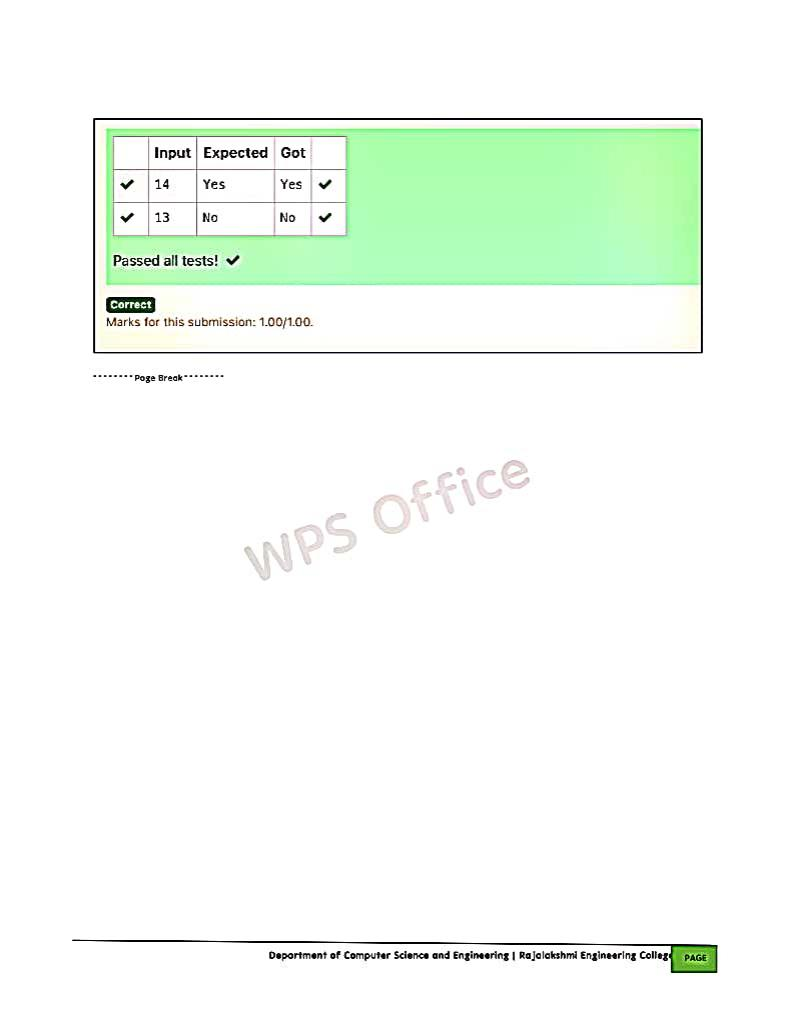 Input Expected Got
✔ 14 Yes Yes ✔
✔ 13 No No ✔
Passed all tests! ✔
Correct
Marks for this submission: 1.00/1.00.
--------Page Break--------
WPS Office
Department of Computer Science and Engineering | Rajalakshmi Engineering College
PAGE